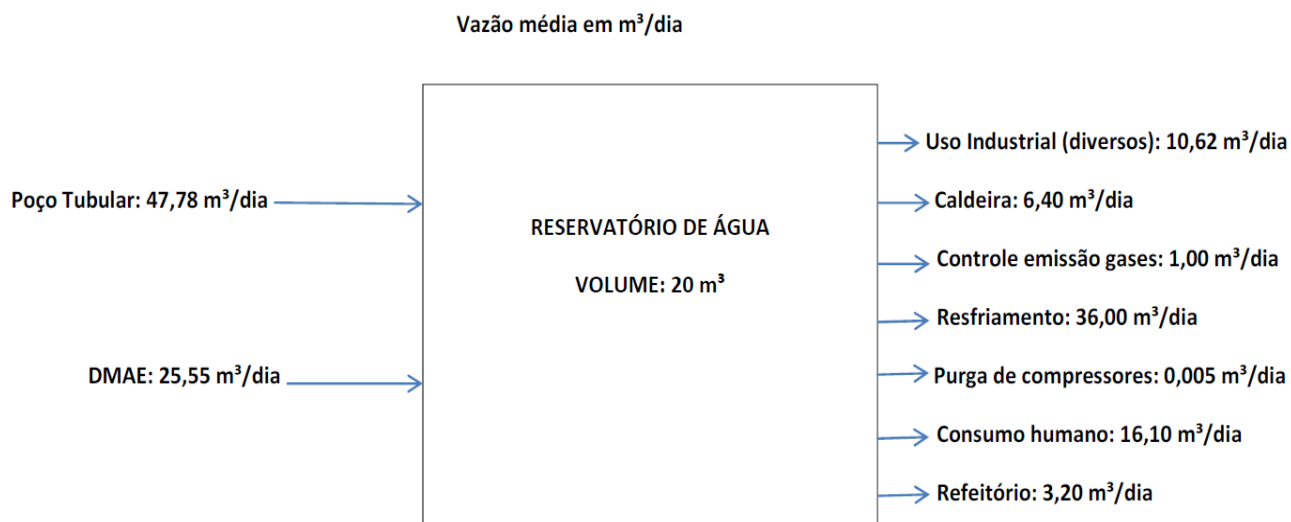 Vazão média em m³/dia
Uso Industrial (diversos): 10,62 m³/dia
Poço Tubular: 47,78 m³/dia
Caldeira: 6,40 m³/dia
RESERVATÓRIO DE ÁGUA
Controle emissão gases: 1,00 m³/dia
VOLUME: 20 m³
Resfriamento: 36,00 m³/dia
DMAE: 25,55 m³/dia
Purga de compressores: 0,005 m³/dia
Consumo humano: 16,10 m³/dia
Refeitório: 3,20 m³/dia